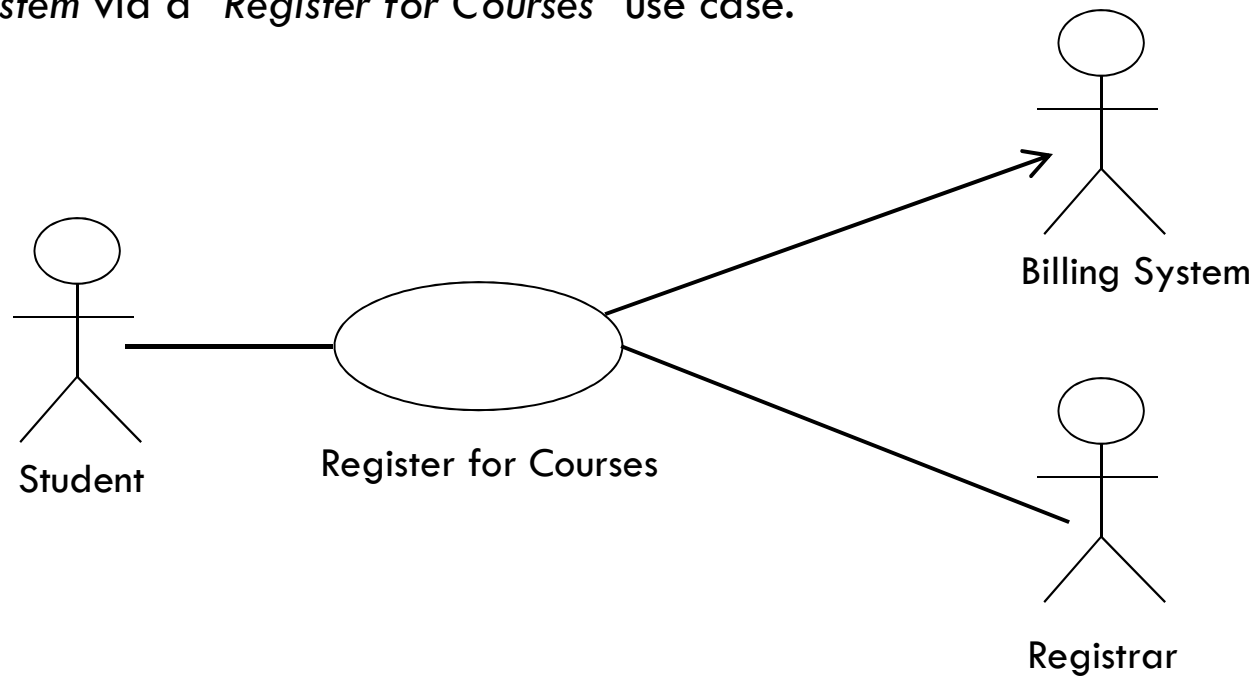 stem via a "Register for Courses" use case.
Billing System
Register for Courses
Student
Registrar